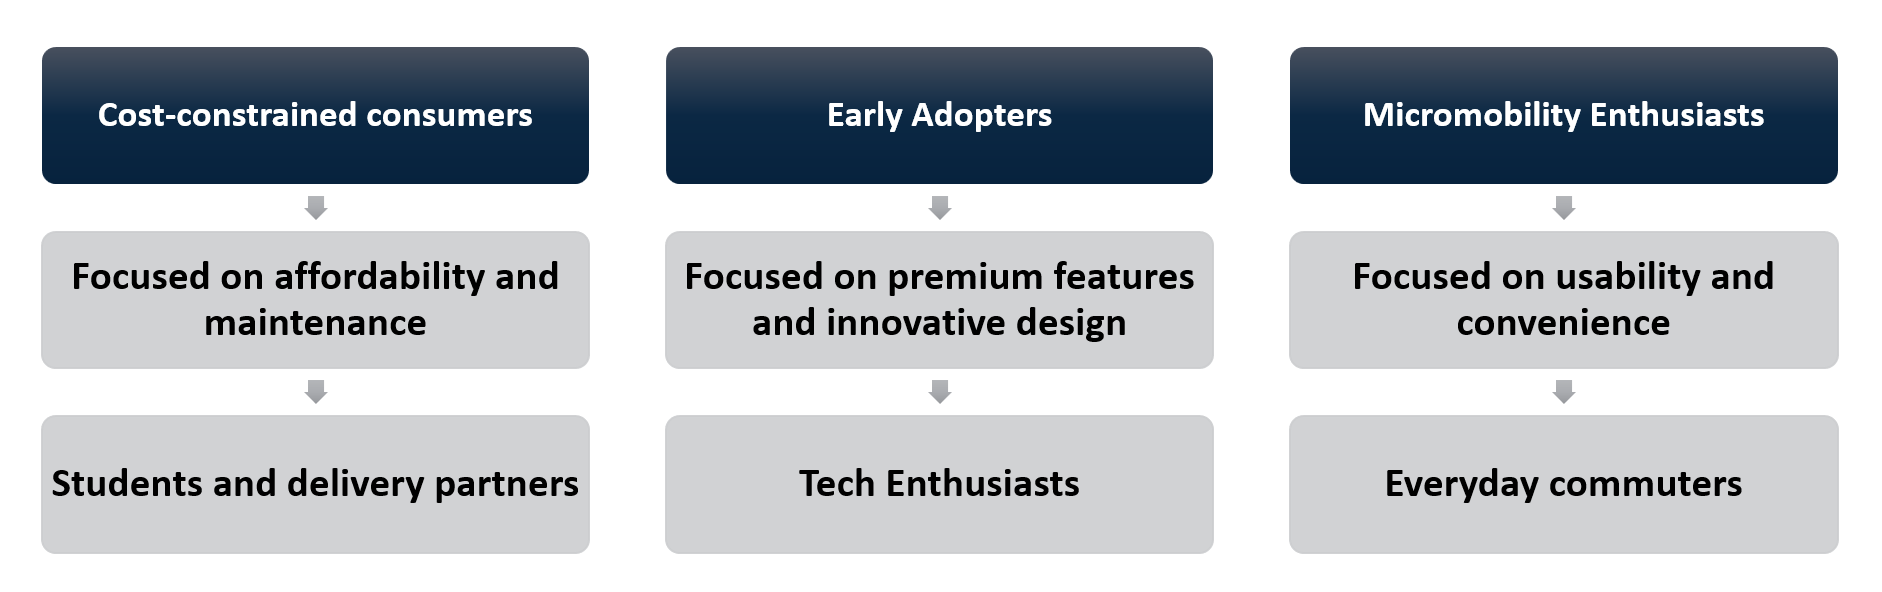 Cost-constrained consumers
Focused on affordability and
maintenance
Students and delivery partners
Early Adopters
Focused on premium features
and innovative design
Tech Enthusiasts
Micromobility Enthusiasts
Focused on usability and
convenience
Everyday commuters